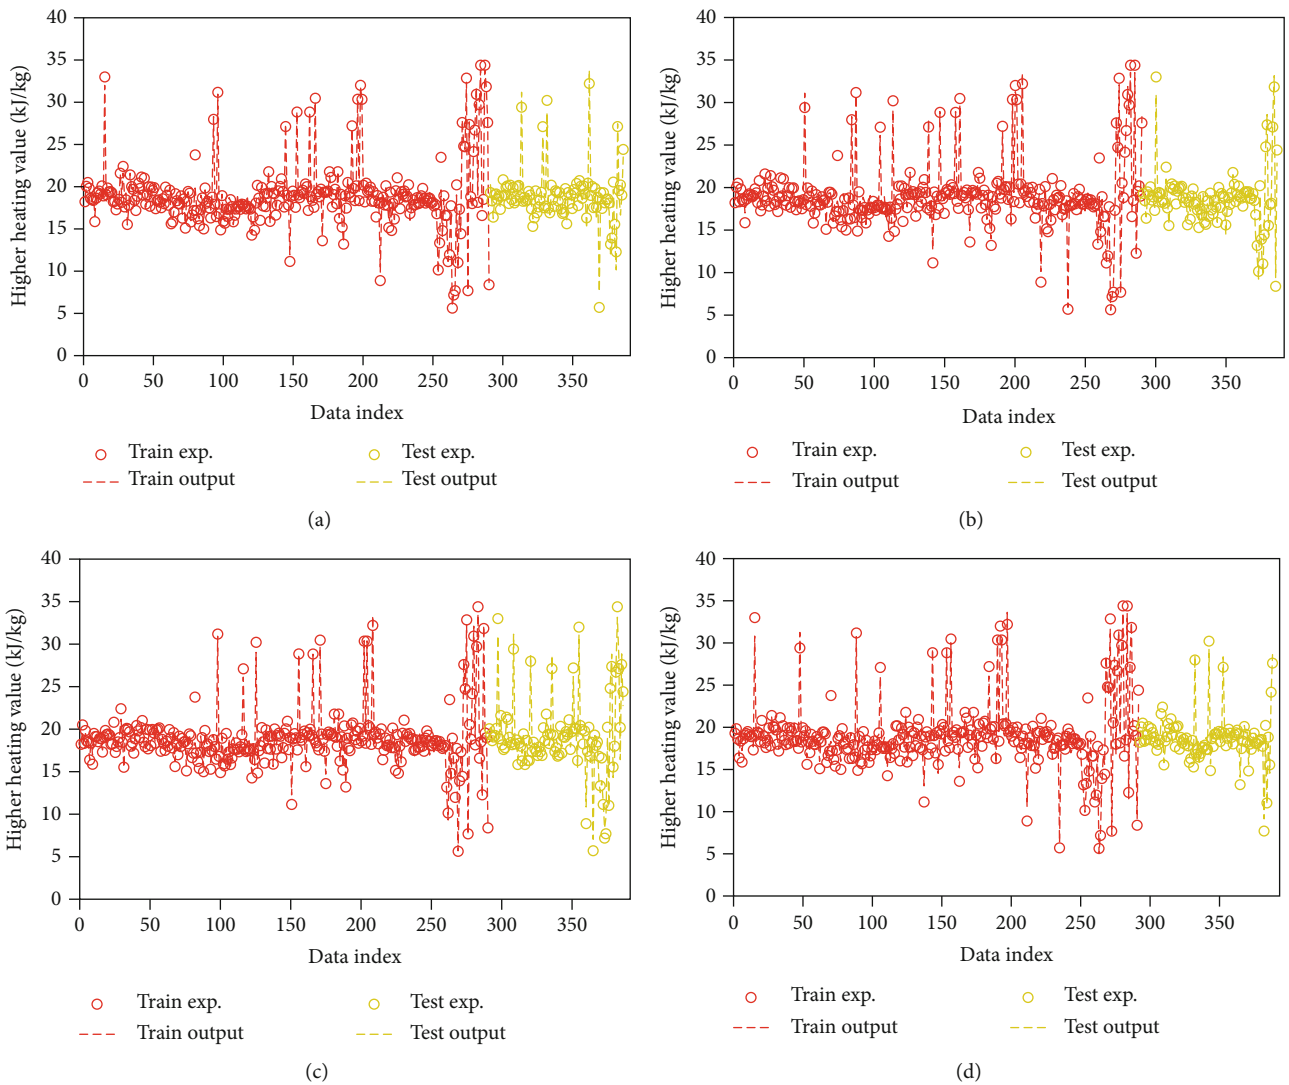 Higher heating value (kJ/kg)
40
35
30
25
20
15
10
5
0
0 50 100 150 200 250 300 350
Data index
Train exp. Test exp.
Train output Test output
(a)
Higher heating value (kJ/kg)
40
35
30
25
20
15
10
5
0
0 50 100 150 200 250 300 350
Data index
Train exp. Test exp.
Train output Test output
(b)
Higher heating value (kJ/kg)
40
35
30
25
20
15
10
5
0
0 50 100 150 200 250 300 350
Data index
Train exp. Test exp.
Train output Test output
(c)
Higher heating value (kJ/kg)
40
35
30
25
20
15
10
5
0
0 50 100 150 200 250 300 350
Data index
Train exp. Test exp.
Train output Test output
(d)